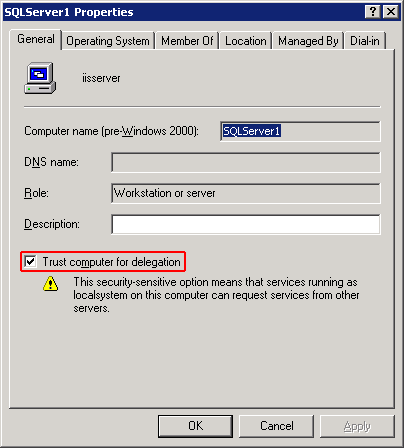 SQLServer1 Properties
General Operating System Member Of Location Managed By Dial-in
iisserver
Computer name (pre-Windows 2000): SQLServer1
DNS name:
Role: Workstation or server
Description:
Trust computer for delegation
This security-sensitive option means that services running as
localsystem on this computer can request services from other
servers.
OK Cancel Apply